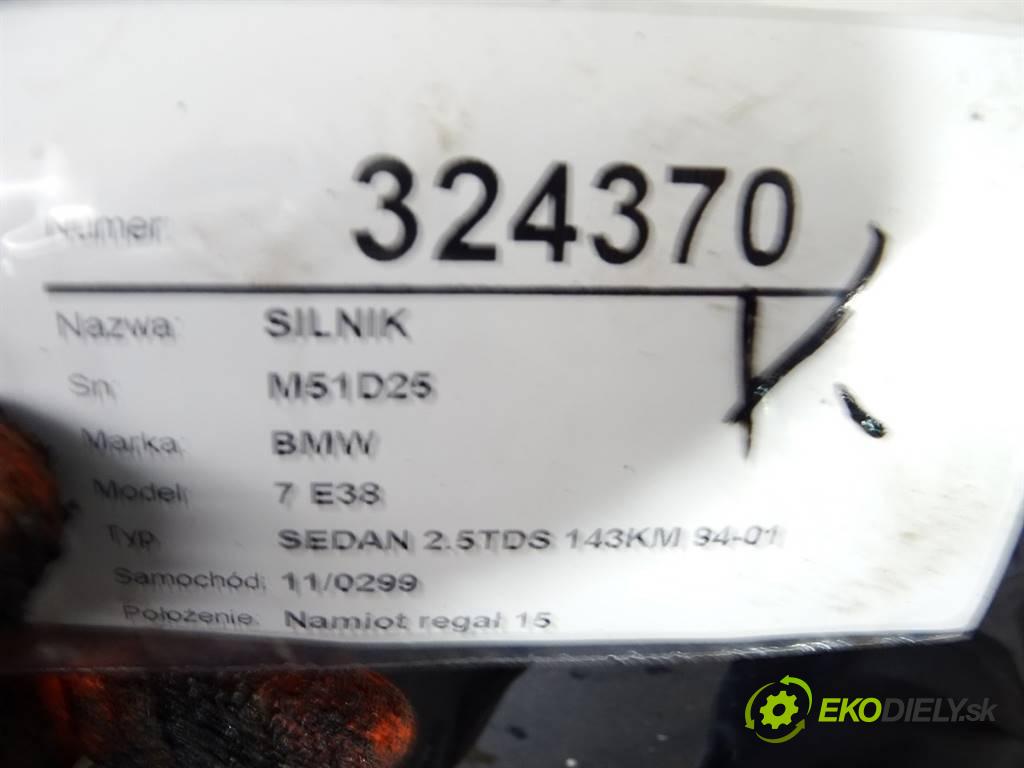 Numer: 324370
K.
Nazwa: SILNIK
Sn: M51D25
Marka: BMW
Model: 7 E38
Typ: SEDAN 2.5TDS 143KM 94-01
Samochód: 11/0299
Położenie: Namiot regał 15
EKODIELY.sk